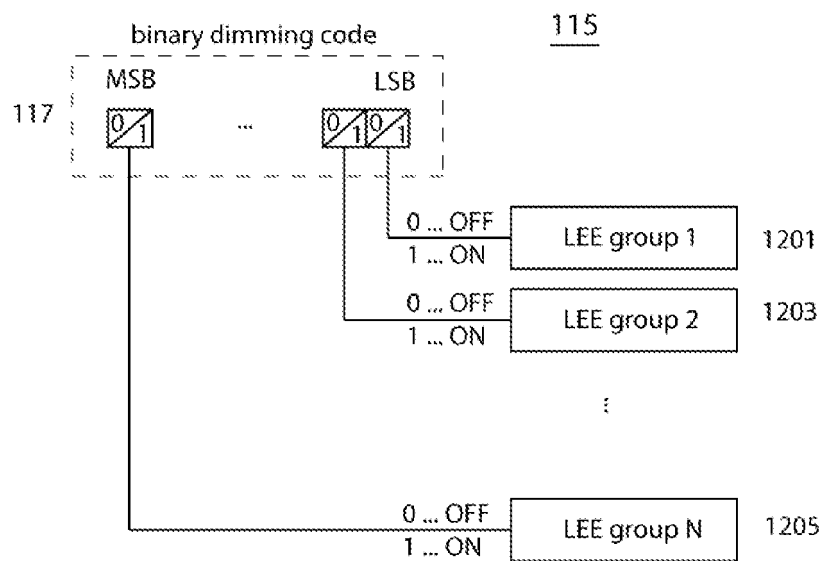 115
binary dimming code
MSB LSB
117
0/1 ... 0/1 0/1
0 ... OFF
1 ... ON
LEE group 1 1201
0 ... OFF
1 ... ON
LEE group 2 1203
⋮
0 ... OFF
1 ... ON
LEE group N 1205